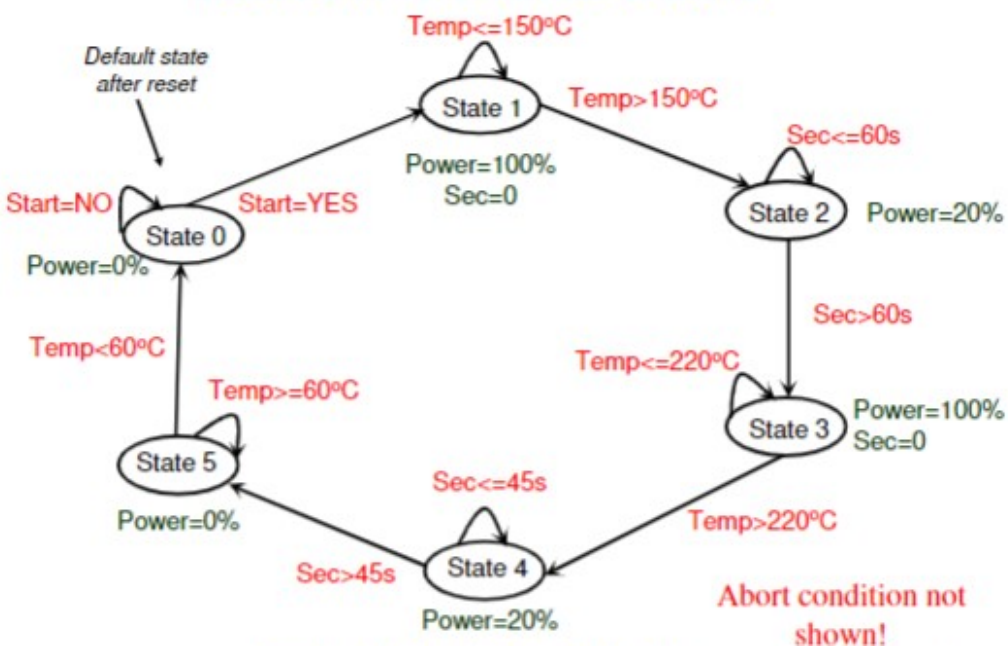 Temp<=150ºC
Default state
after reset
State 1
Temp>150ºC
Sec<=60s
Power=100%
Sec=0
Start=NO
Start=YES
State 2
Power=20%
State 0
Power=0%
Sec>60s
Temp<60ºC
Temp<=220ºC
Temp>=60ºC
Power=100%
Sec=0
State 3
State 5
Sec<=45s
Power=0%
Temp>220ºC
State 4
Sec>45s
Power=20%
Abort condition not
shown!